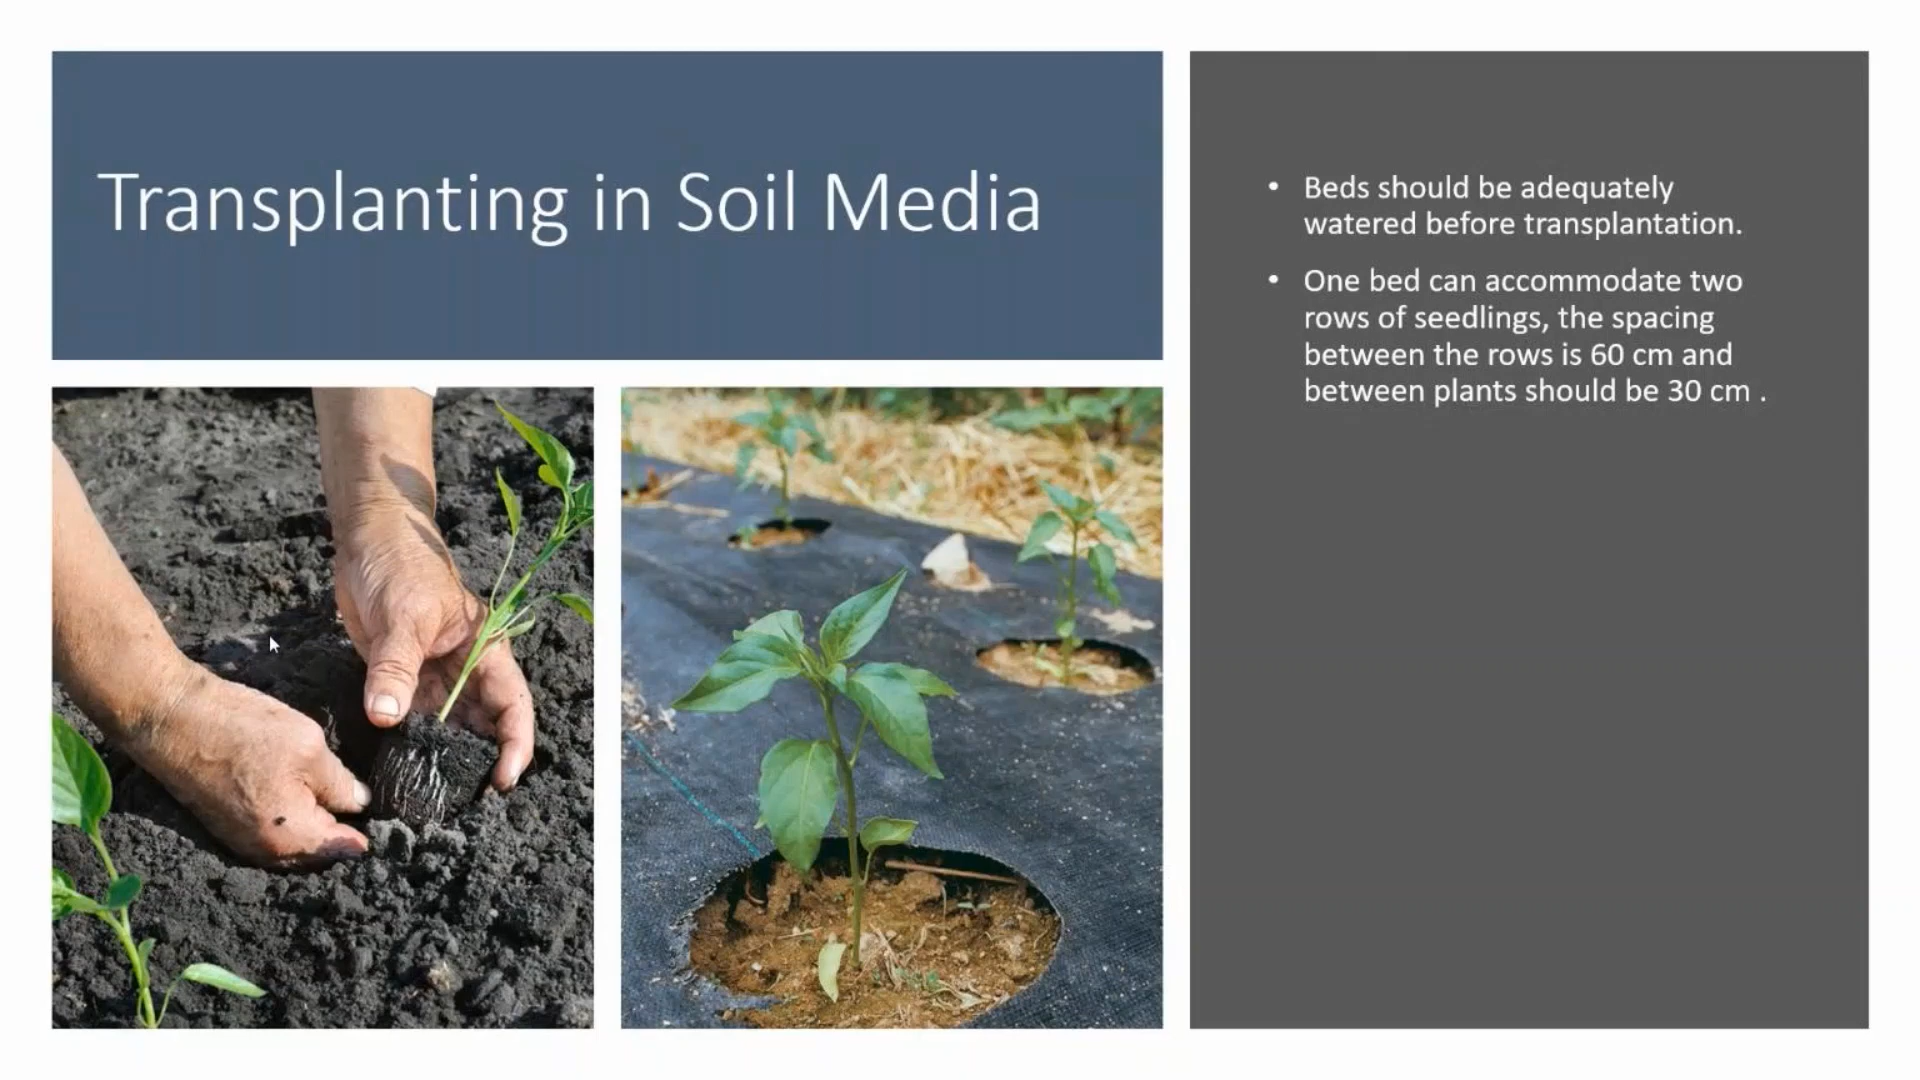 Transplanting in Soil Media
• Beds should be adequately
watered before transplantation.
• One bed can accommodate two
rows of seedlings, the spacing
between the rows is 60 cm and
between plants should be 30 cm .